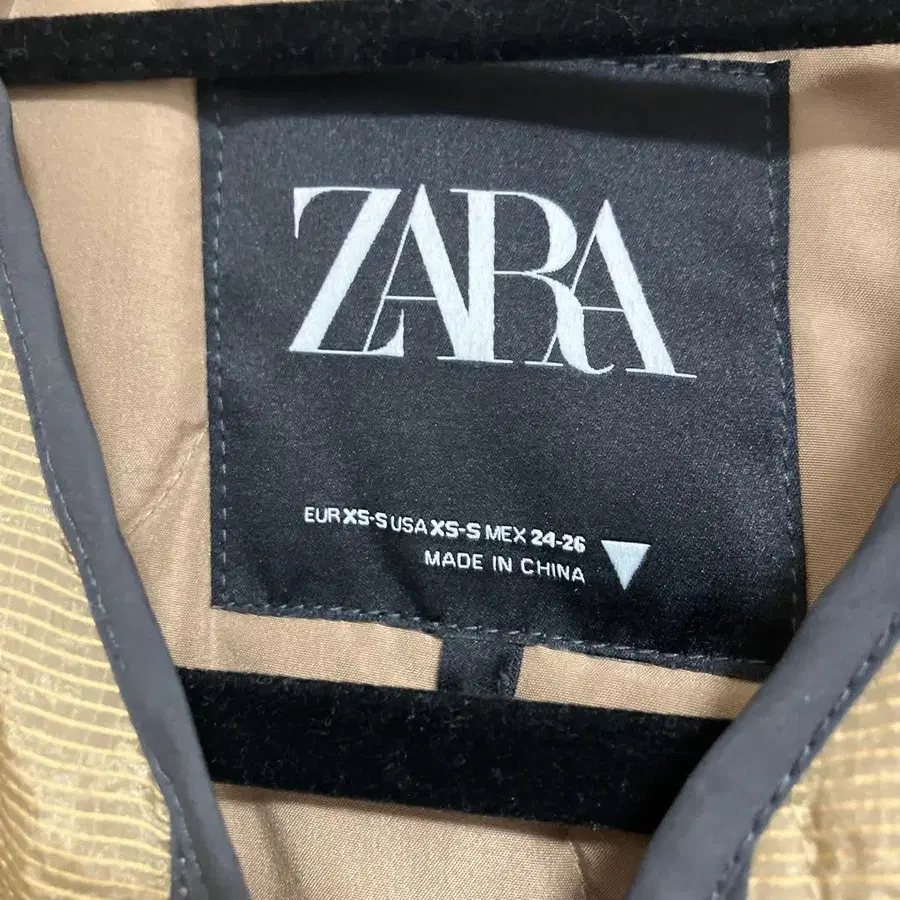 ZARA
EUR XS-S USA XS-S MEX 24-26
MADE IN CHINA